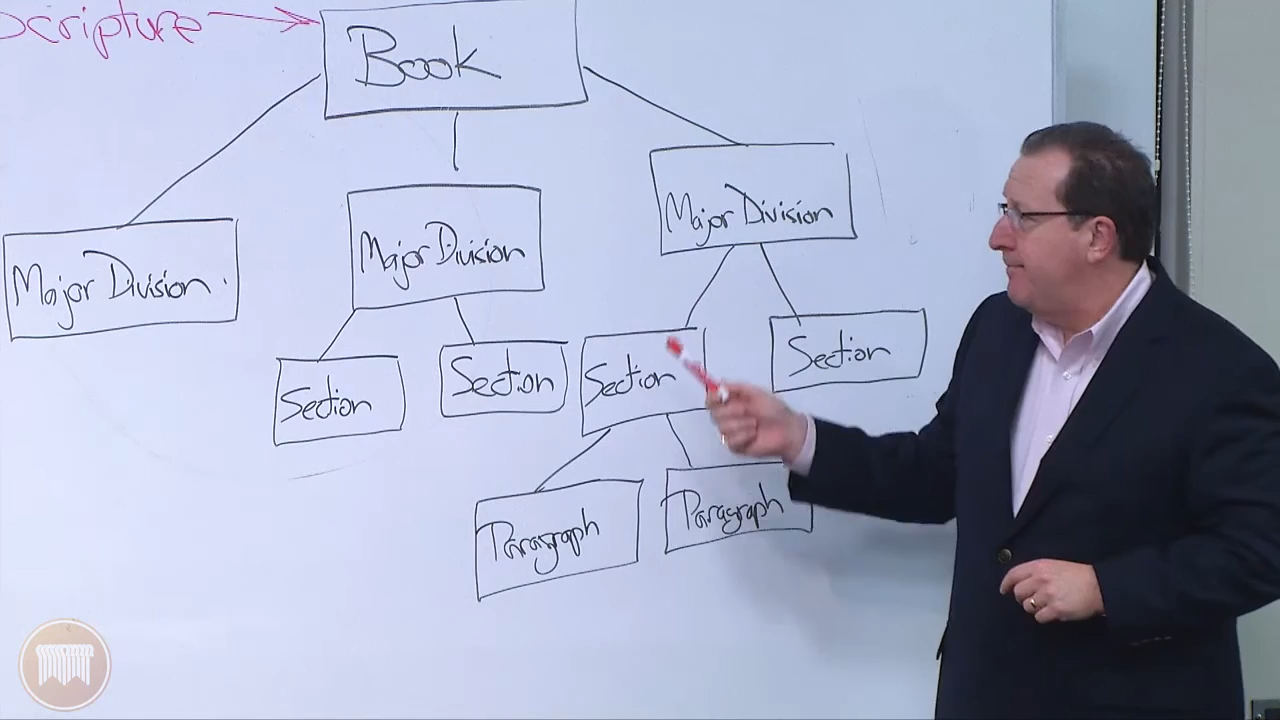 Scripture
Book
Major Division
Major Division
Major Division
Section
Section
Section
Section
Paragraph
Paragraph